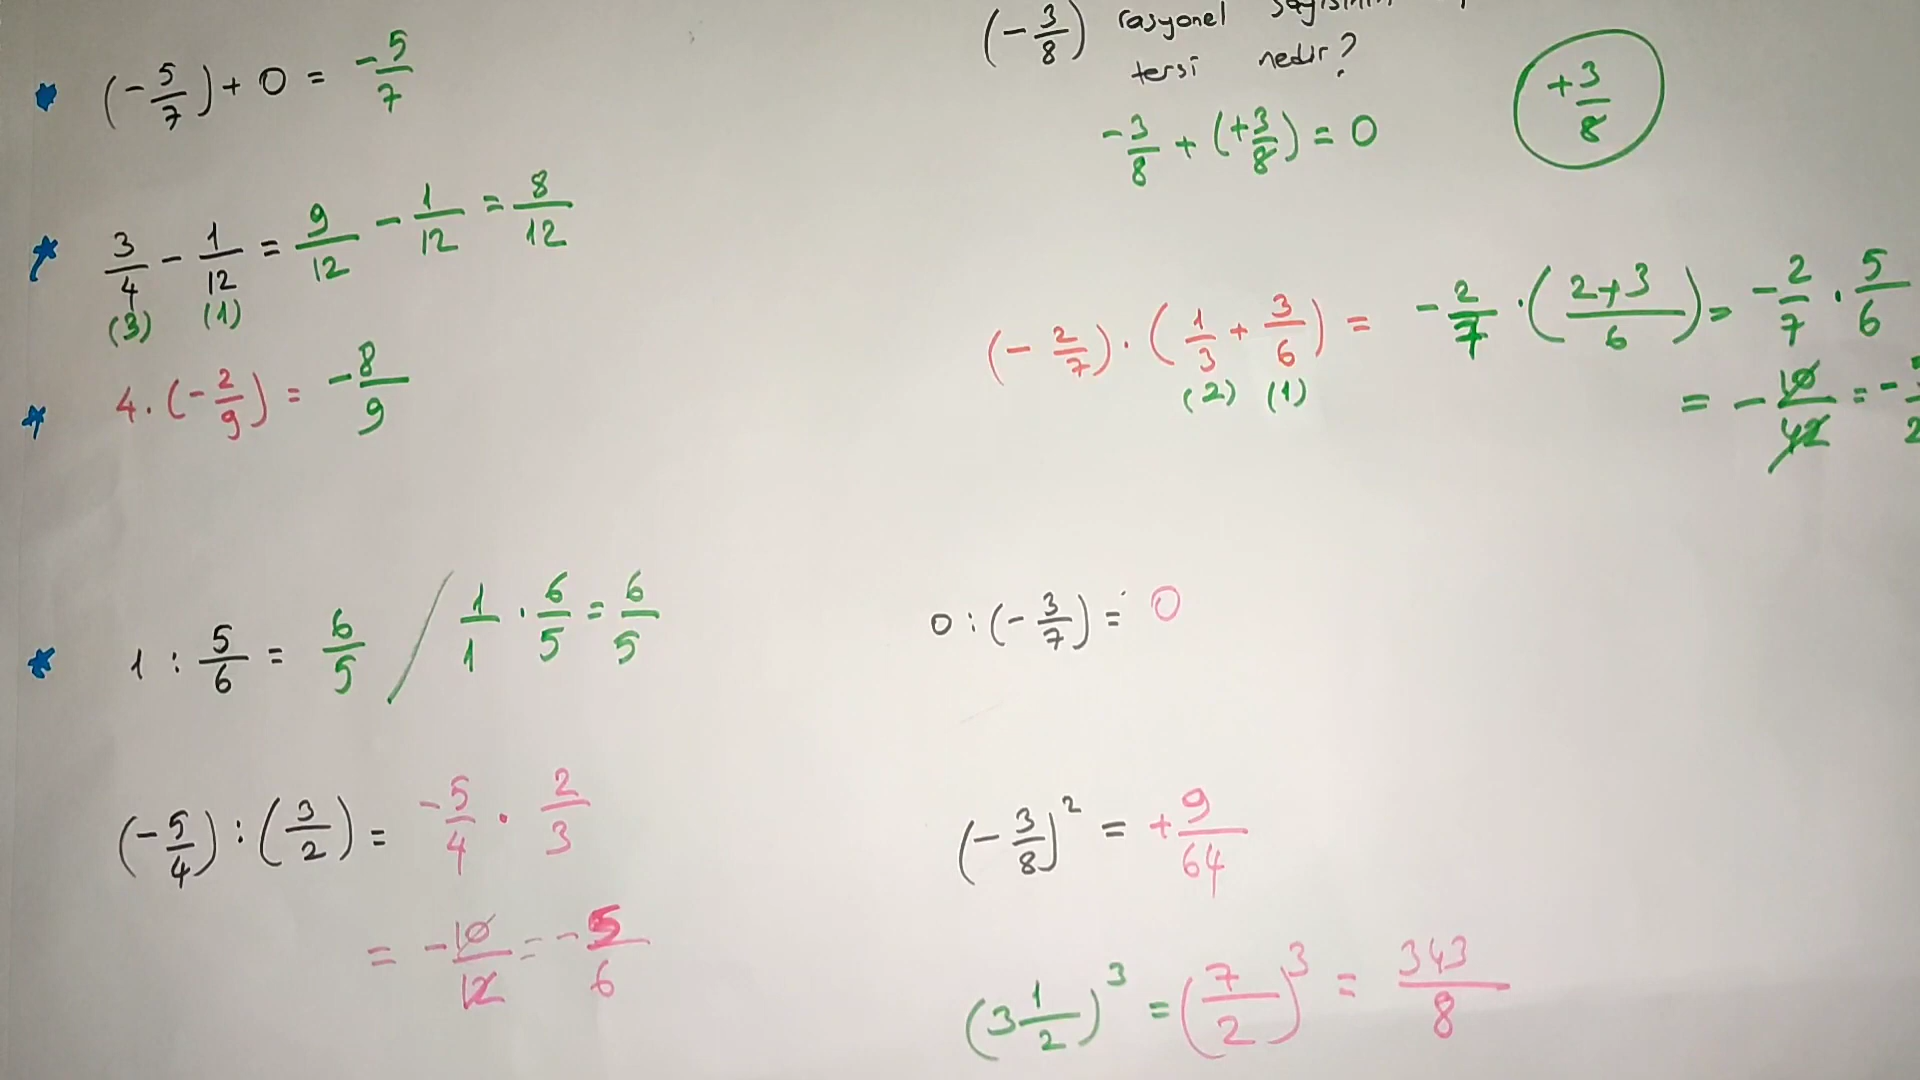 (-5/7) + 0 = -5/7
3/4 - 1/12 = 9/12 - 1/12 = 8/12
(3) (1)
4 . (-2/9) = -8/9
1 : 5/6 = 6/5 / 1/1 . 6/5 = 6/5
(-5/4) : (3/2) = -5/4 . 2/3
= -10/12 = -5/6
(-3/8) rasyonel sayısının
tersi nedir?
-3/8 + (+3/8) = 0
+3/8
(-2/7) . (1/3 + 3/6) = -2/7 . (2+3/6) = -2/7 . 5/6
(2) (1)
= -10/42 = -
0 : (-3/7) = 0
(-3/8)² = +9/64
(3 1/2)³ = (7/2)³ = 343/8